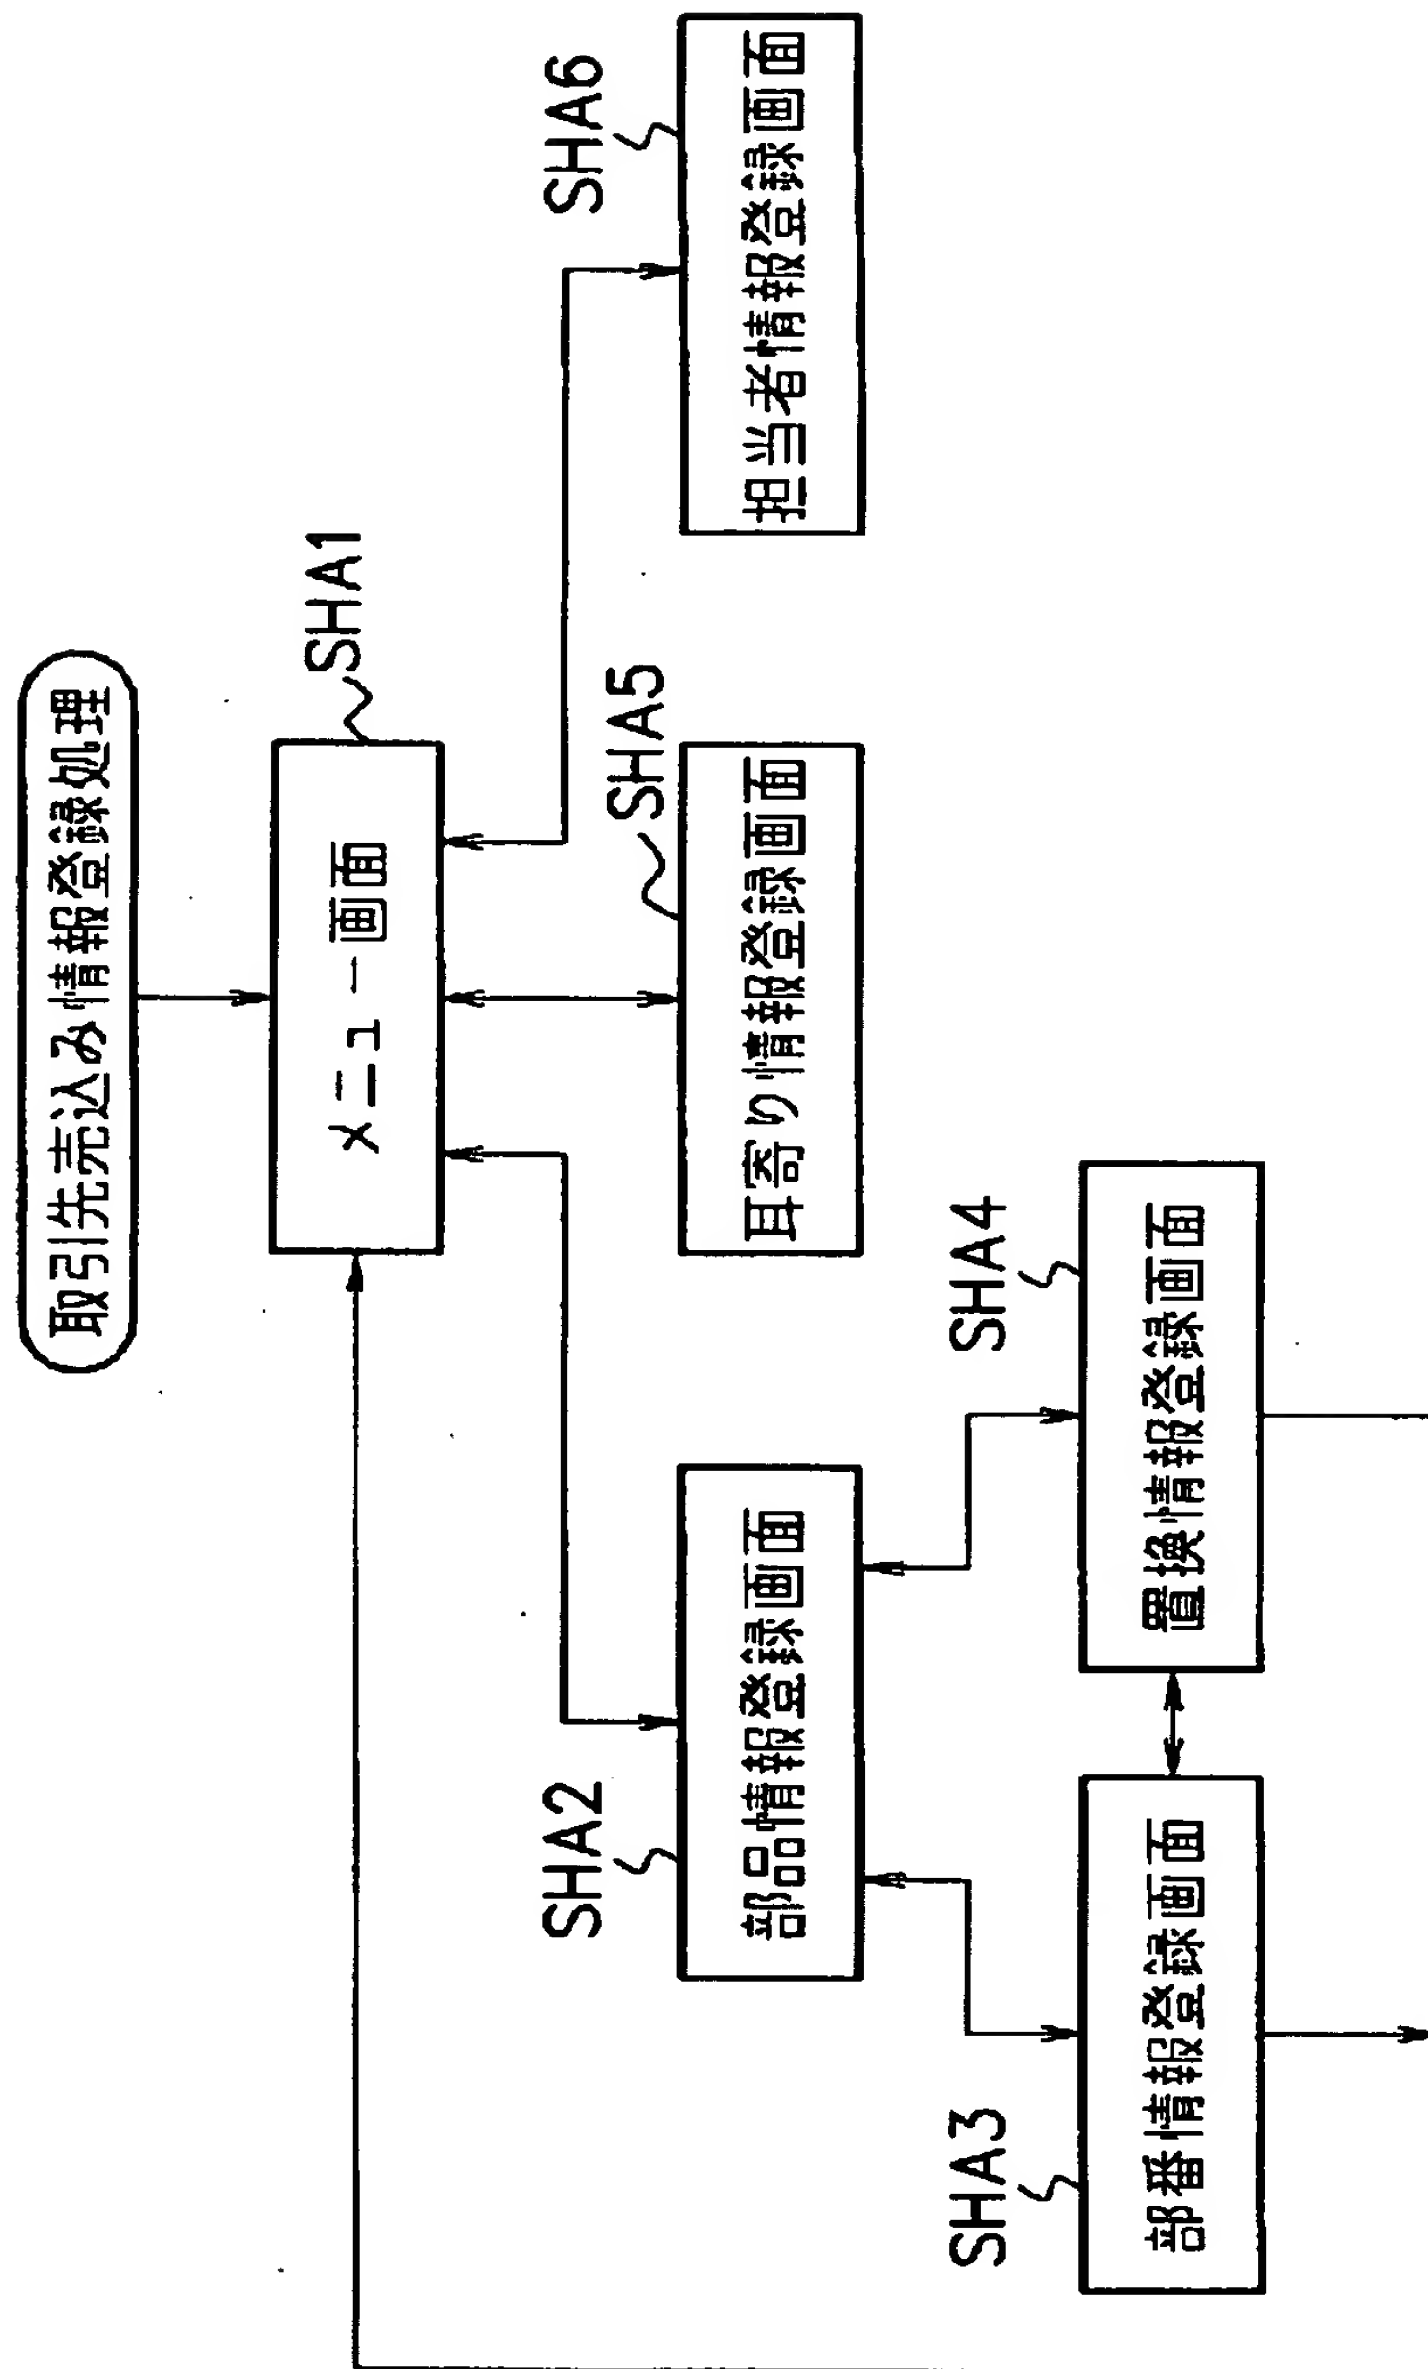 取引先売込み情報登録処理
SHA1
メニュー画面
SHA2
部品情報登録画面
SHA5
耳寄り情報登録画面
SHA6
担当者情報登録画面
SHA3
部番情報登録画面
SHA4
置換情報登録画面